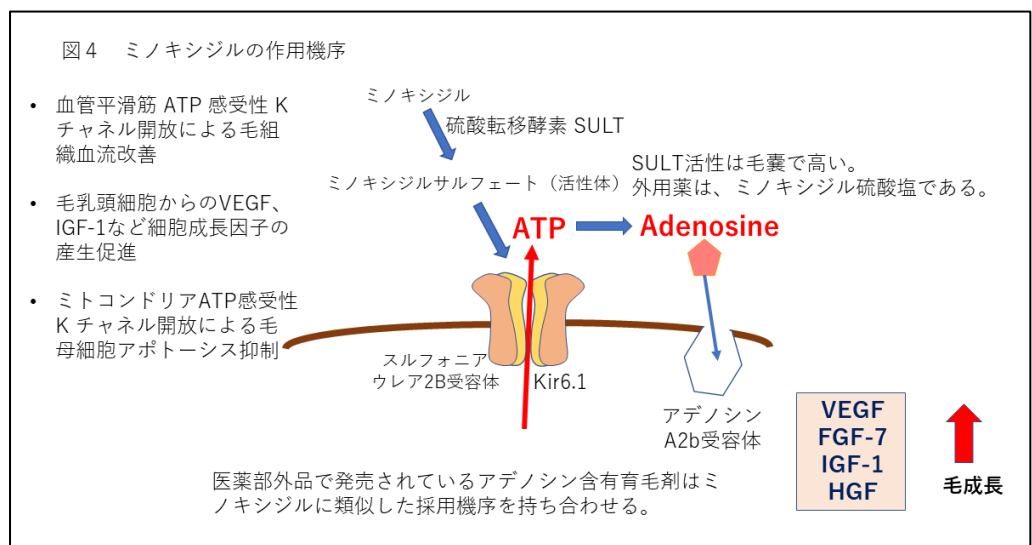 図４　ミノキシジルの作用機序
• 血管平滑筋 ATP 感受性 K
チャネル開放による毛組
織血流改善
• 毛乳頭細胞からのVEGF、
IGF-1など細胞成長因子の
産生促進
• ミトコンドリアATP感受性
K チャネル開放による毛
母細胞アポトーシス抑制
ミノキシジル
硫酸転移酵素 SULT
ミノキシジルサルフェート（活性体）
SULT活性は毛嚢で高い。
外用薬は、ミノキシジル硫酸塩である。
ATP
Adenosine
スルフォニア
ウレア2B受容体
Kir6.1
アデノシン
A2b受容体
VEGF
FGF-7
IGF-1
HGF
毛成長
医薬部外品で発売されているアデノシン含有育毛剤はミ
ノキシジルに類似した採用機序を持ち合わせる。